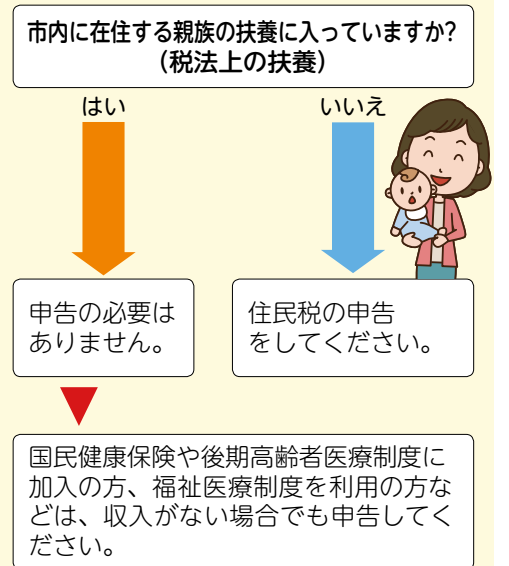 市内に在住する親族の扶養に入っていますか?
（税法上の扶養）
はい
いいえ
申告の必要は
ありません。
住民税の申告
をしてください。
国民健康保険や後期高齢者医療制度に
加入の方、福祉医療制度を利用の方な
どは、収入がない場合でも申告してく
ださい。